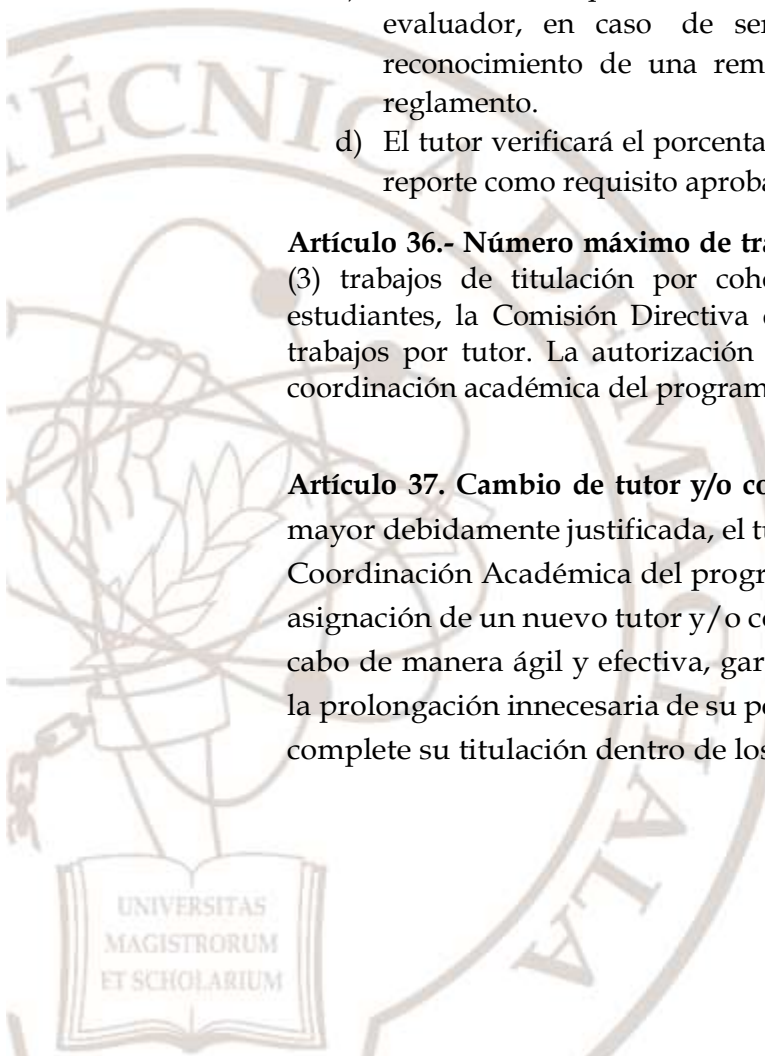 evaluador, en caso de ser
reconocimiento de una rem
reglamento.
d) El tutor verificará el porcenta
reporte como requisito aproba
Artículo 36.- Número máximo de tra
(3) trabajos de titulación por coho
estudiantes, la Comisión Directiva
trabajos por tutor. La autorización
coordinación académica del program
Artículo 37. Cambio de tutor y/o co
mayor debidamente justificada, el tu
Coordinación Académica del progr
asignación de un nuevo tutor y/o co
cabo de manera ágil y efectiva, gar
la prolongación innecesaria de su pe
complete su titulación dentro de los
TÉCNICA DE MACHALA
UNIVERSITAS
MAGISTRORUM
ET SCHOLARIUM